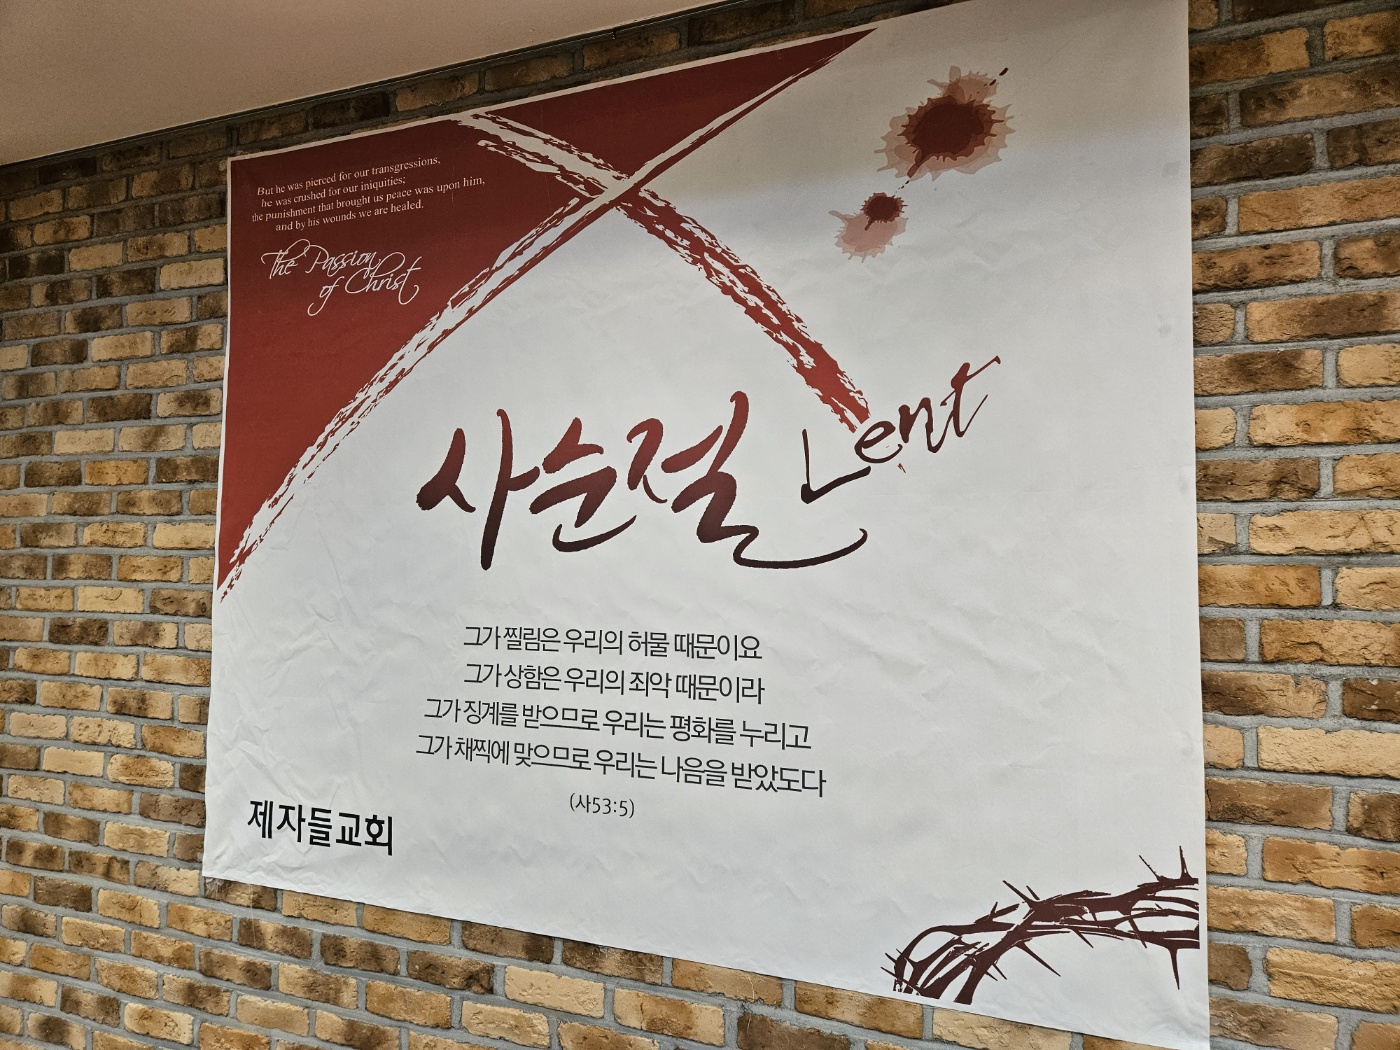 But he was pierced for our transgressions,
he was crushed for our iniquities;
the punishment that brought us peace was upon him,
and by his wounds we are healed.
The Passion
of Christ
사순절 Lent
그가 찔림은 우리의 허물 때문이요
그가 상함은 우리의 죄악 때문이라
그가 징계를 받으므로 우리는 평화를 누리고
그가 채찍에 맞으므로 우리는 나음을 받았도다
(사53:5)
제자들교회